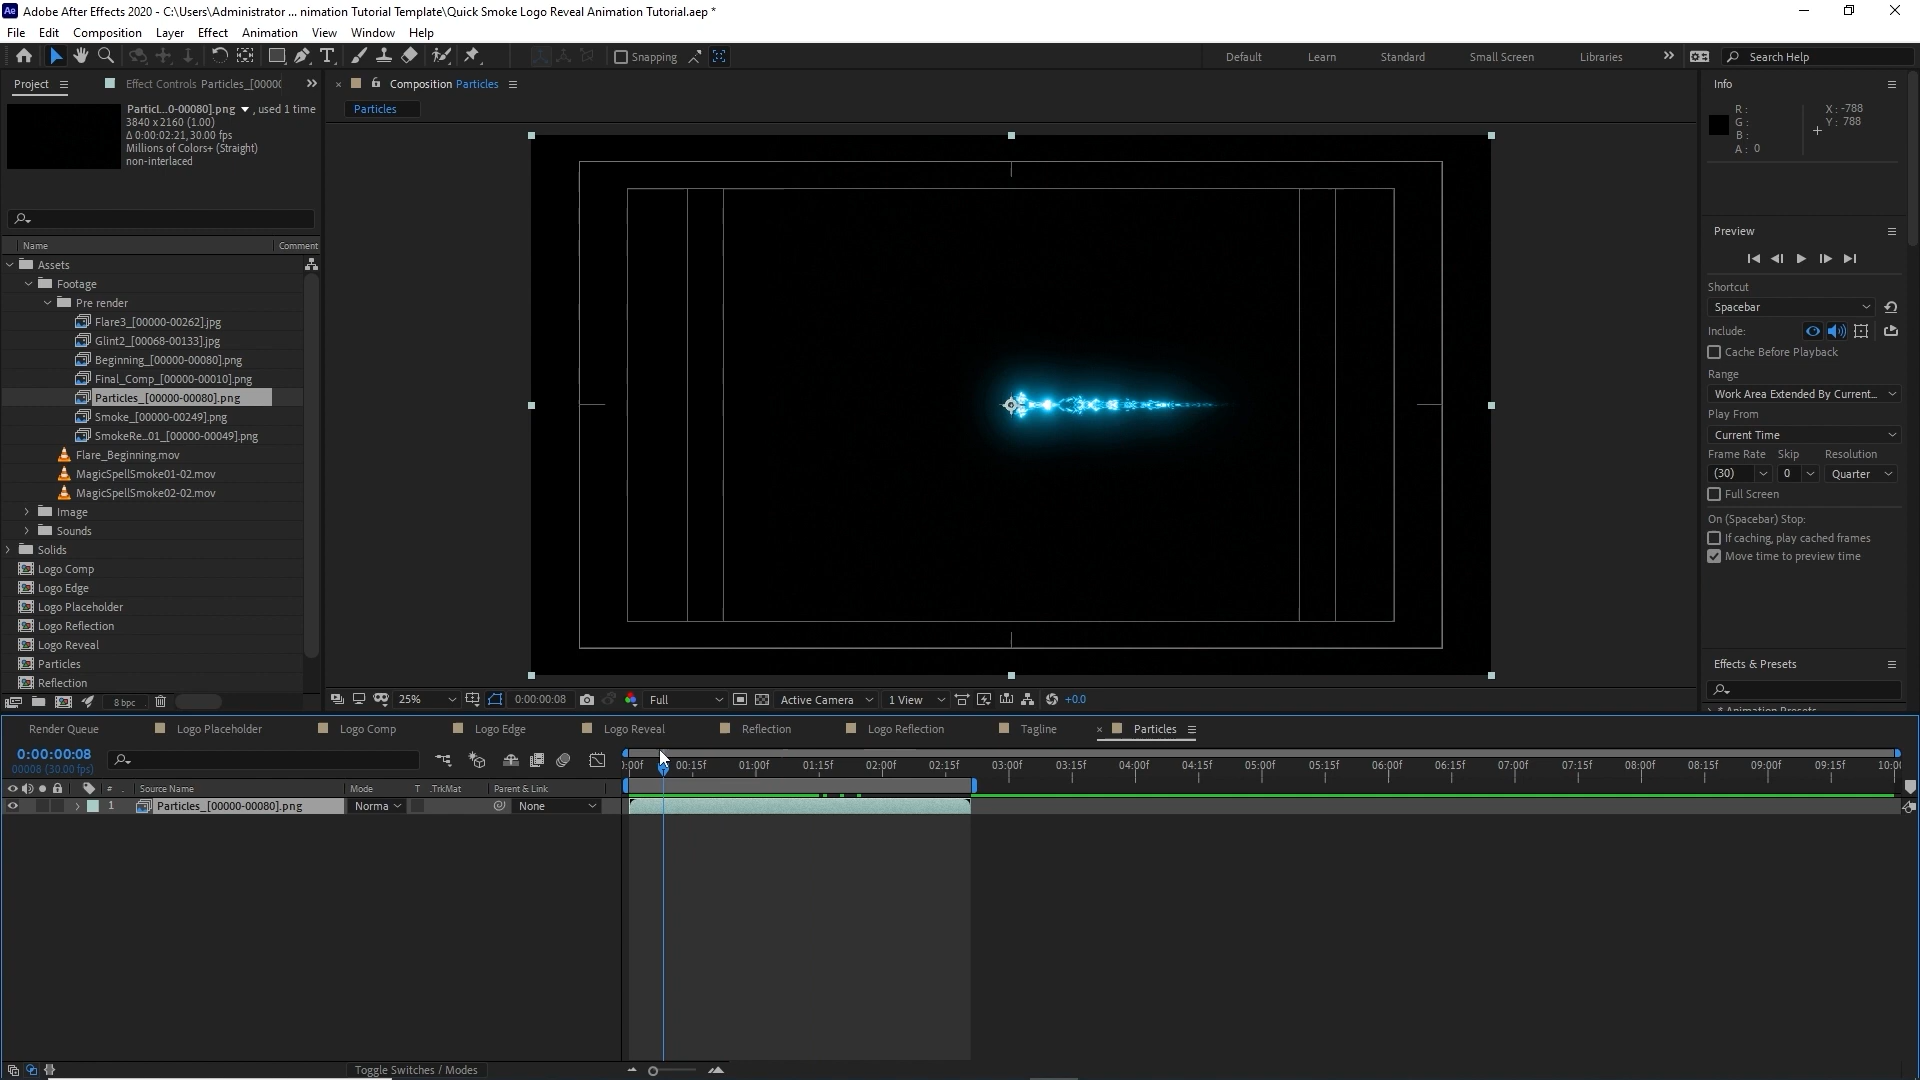 Adobe After Effects 2020 - C:\Users\Administrator ... nimation Tutorial Template\Quick Smoke Logo Reveal Animation Tutorial.aep *
File Edit Composition Layer Effect Animation View Window Help
Snapping
Default Learn Standard Small Screen Libraries
Search Help
Project
Effect Controls Particles_[0000
Composition Particles
Particles
Info
Particl...0-00080].png , used 1 time
3840 x 2160 (1.00)
Δ 0:00:02:21, 30.00 fps
Millions of Colors+ (Straight)
non-interlaced
R :
G :
B :
A : 0
X : -788
Y : 788
Name Comment
Assets
Footage
Pre render
Flare3_[00000-00262].jpg
Glint2_[00068-00133].jpg
Beginning_[00000-00080].png
Final_Comp_[00000-00010].png
Particles_[00000-00080].png
Smoke_[00000-00249].png
SmokeRe...01_[00000-00049].png
Flare_Beginning.mov
MagicSpellSmoke01-02.mov
MagicSpellSmoke02-02.mov
Image
Sounds
Solids
Logo Comp
Logo Edge
Logo Placeholder
Logo Reflection
Logo Reveal
Particles
Reflection
8 bpc
Preview
Shortcut
Spacebar
Include:
Cache Before Playback
Range
Work Area Extended By Current...
Play From
Current Time
Frame Rate Skip Resolution
(30) 0 Quarter
Full Screen
On (Spacebar) Stop:
If caching, play cached frames
Move time to preview time
Effects & Presets
* Animation Presets
25% 0:00:00:08 Full Active Camera 1 View +0.0
Render Queue Logo Placeholder Logo Comp Logo Edge Logo Reveal Reflection Logo Reflection Tagline Particles
0:00:00:08
00008 (30.00 fps)
):00f 00:15f 01:00f 01:15f 02:00f 02:15f 03:00f 03:15f 04:00f 04:15f 05:00f 05:15f 06:00f 06:15f 07:00f 07:15f 08:00f 08:15f 09:00f 09:15f 10:00
# Source Name Mode T .TrkMat Parent & Link
1 Particles_[00000-00080].png Norma None
Toggle Switches / Modes